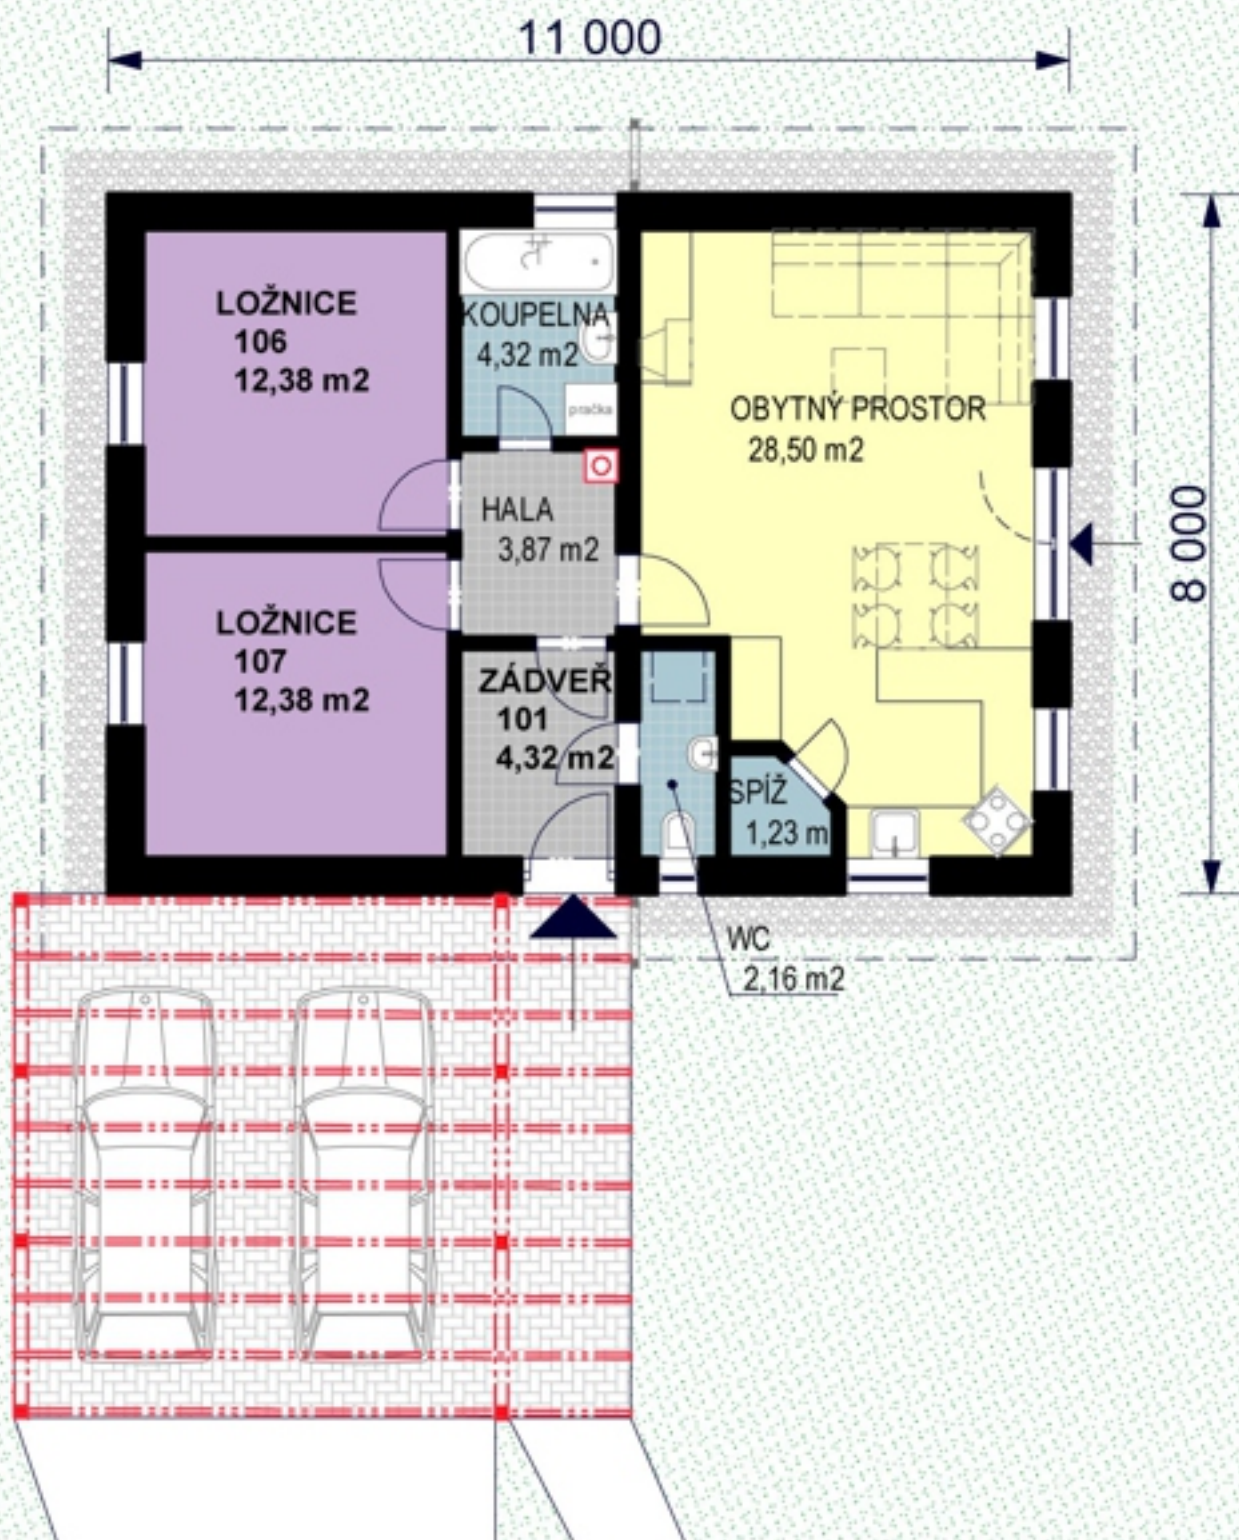 11 000
LOŽNICE
106
12,38 m2
KOUPELNA
4,32 m2
pračka
OBYTNÝ PROSTOR
28,50 m2
HALA
3,87 m2
8 000
LOŽNICE
107
12,38 m2
ZÁDVEŘ
101
4,32 m2
SPÍŽ
1,23 m
WC
2,16 m2